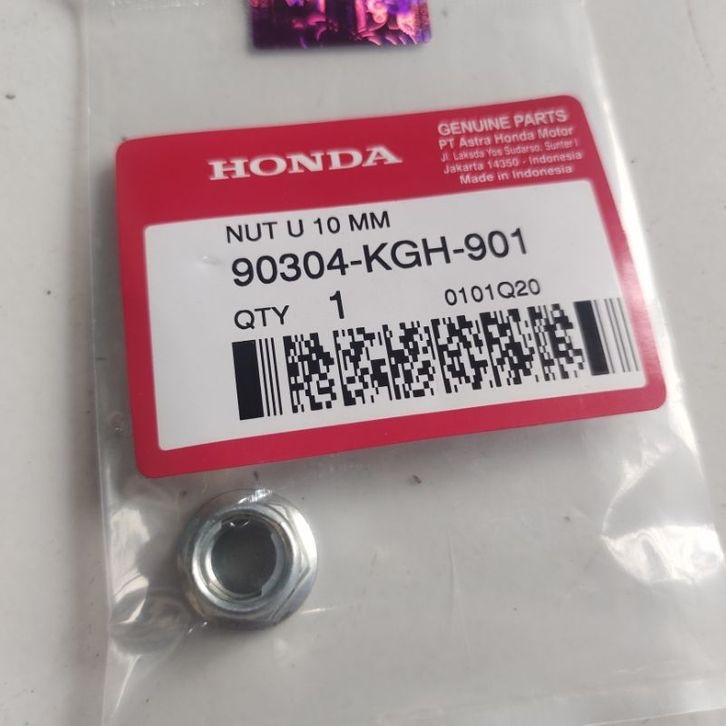 HONDA
GENUINE PARTS
PT Astra Honda Motor
Jl. Laksda Yos Sudarso, Sunter I
Jakarta 14350 - Indonesia
Made in Indonesia
NUT U 10 MM
90304-KGH-901
QTY 1
0101Q20